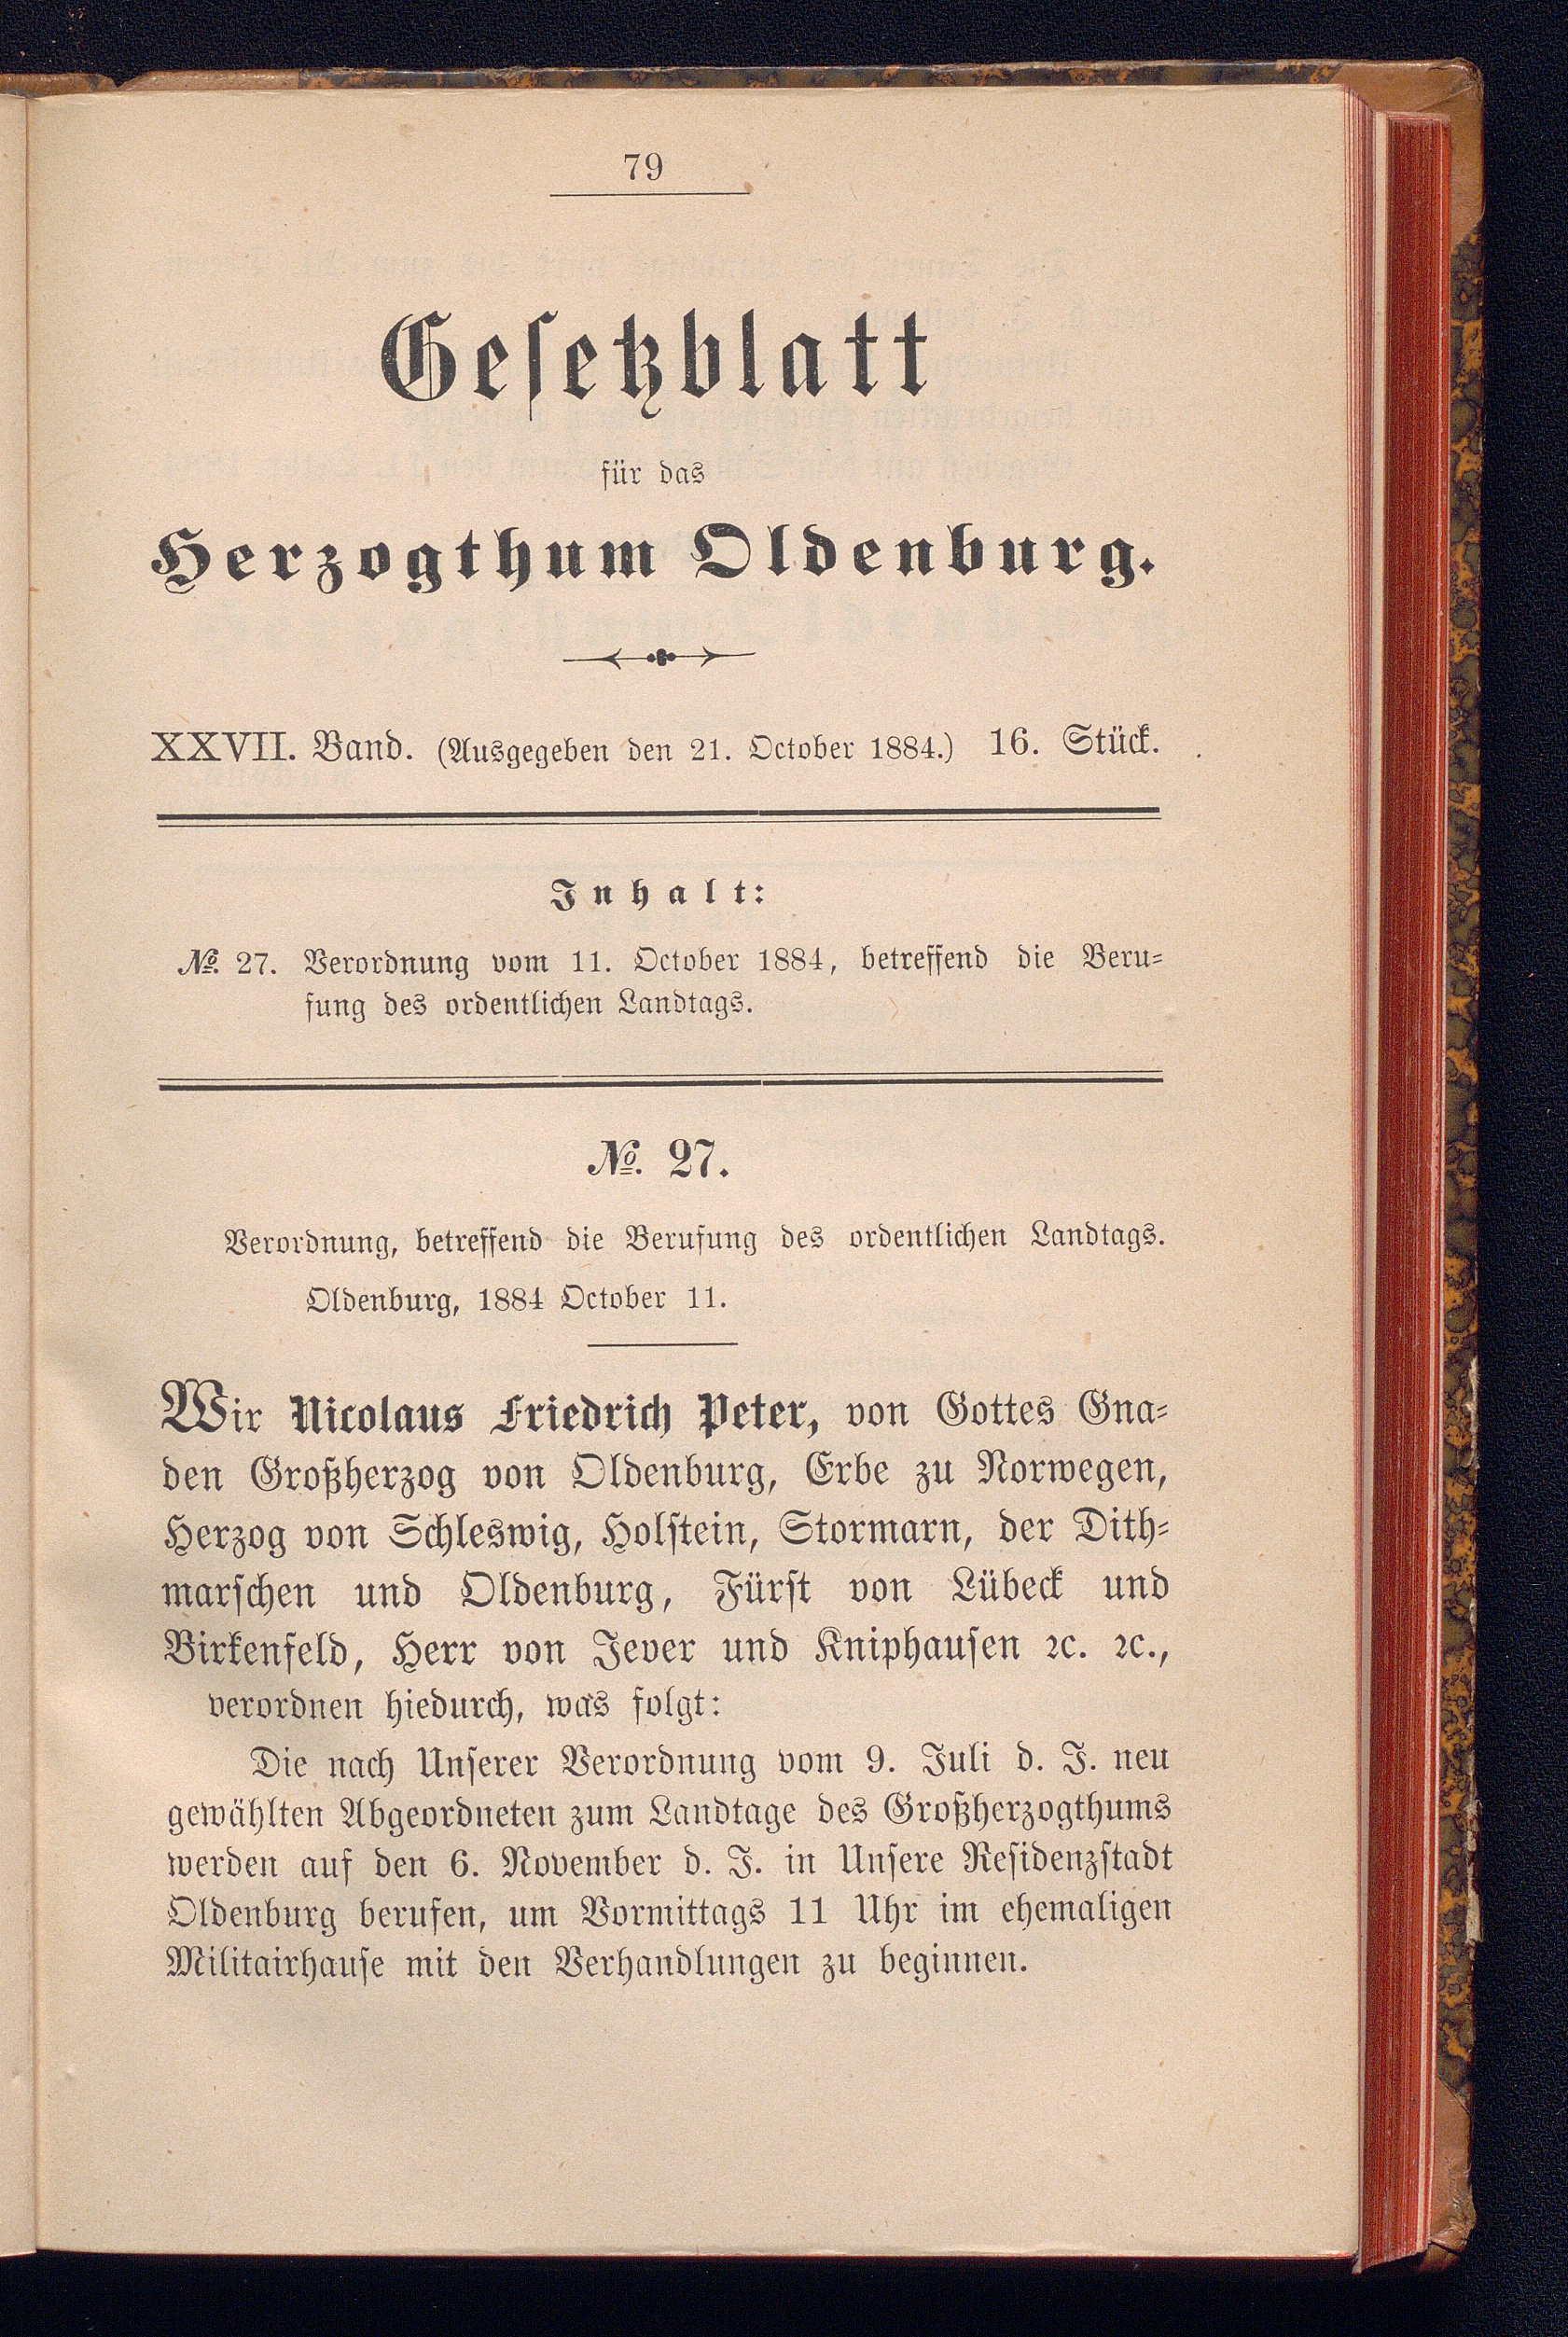 79
Gesetzblatt
für das
Herzogthum Oldenburg.
XXVII. Band. (Ausgegeben den 21. October 1884.) 16. Stück.
Inhalt:
№. 27. Verordnung vom 11. October 1884, betreffend die Beru-
fung des ordentlichen Landtags.
№. 27.
Verordnung, betreffend die Berufung des ordentlichen Landtags.
Oldenburg, 1884 October 11.
Wir Nicolaus Friedrich Peter, von Gottes Gna-
den Großherzog von Oldenburg, Erbe zu Norwegen,
Herzog von Schleswig, Holstein, Stormarn, der Dith-
marschen und Oldenburg, Fürst von Lübeck und
Birkenfeld, Herr von Jever und Kniphausen ꝛc. ꝛc.,
verordnen hiedurch, was folgt:
Die nach Unserer Verordnung vom 9. Juli d. J. neu
gewählten Abgeordneten zum Landtage des Großherzogthums
werden auf den 6. November d. J. in Unsere Residenzstadt
Oldenburg berufen, um Vormittags 11 Uhr im ehemaligen
Militairhause mit den Verhandlungen zu beginnen.